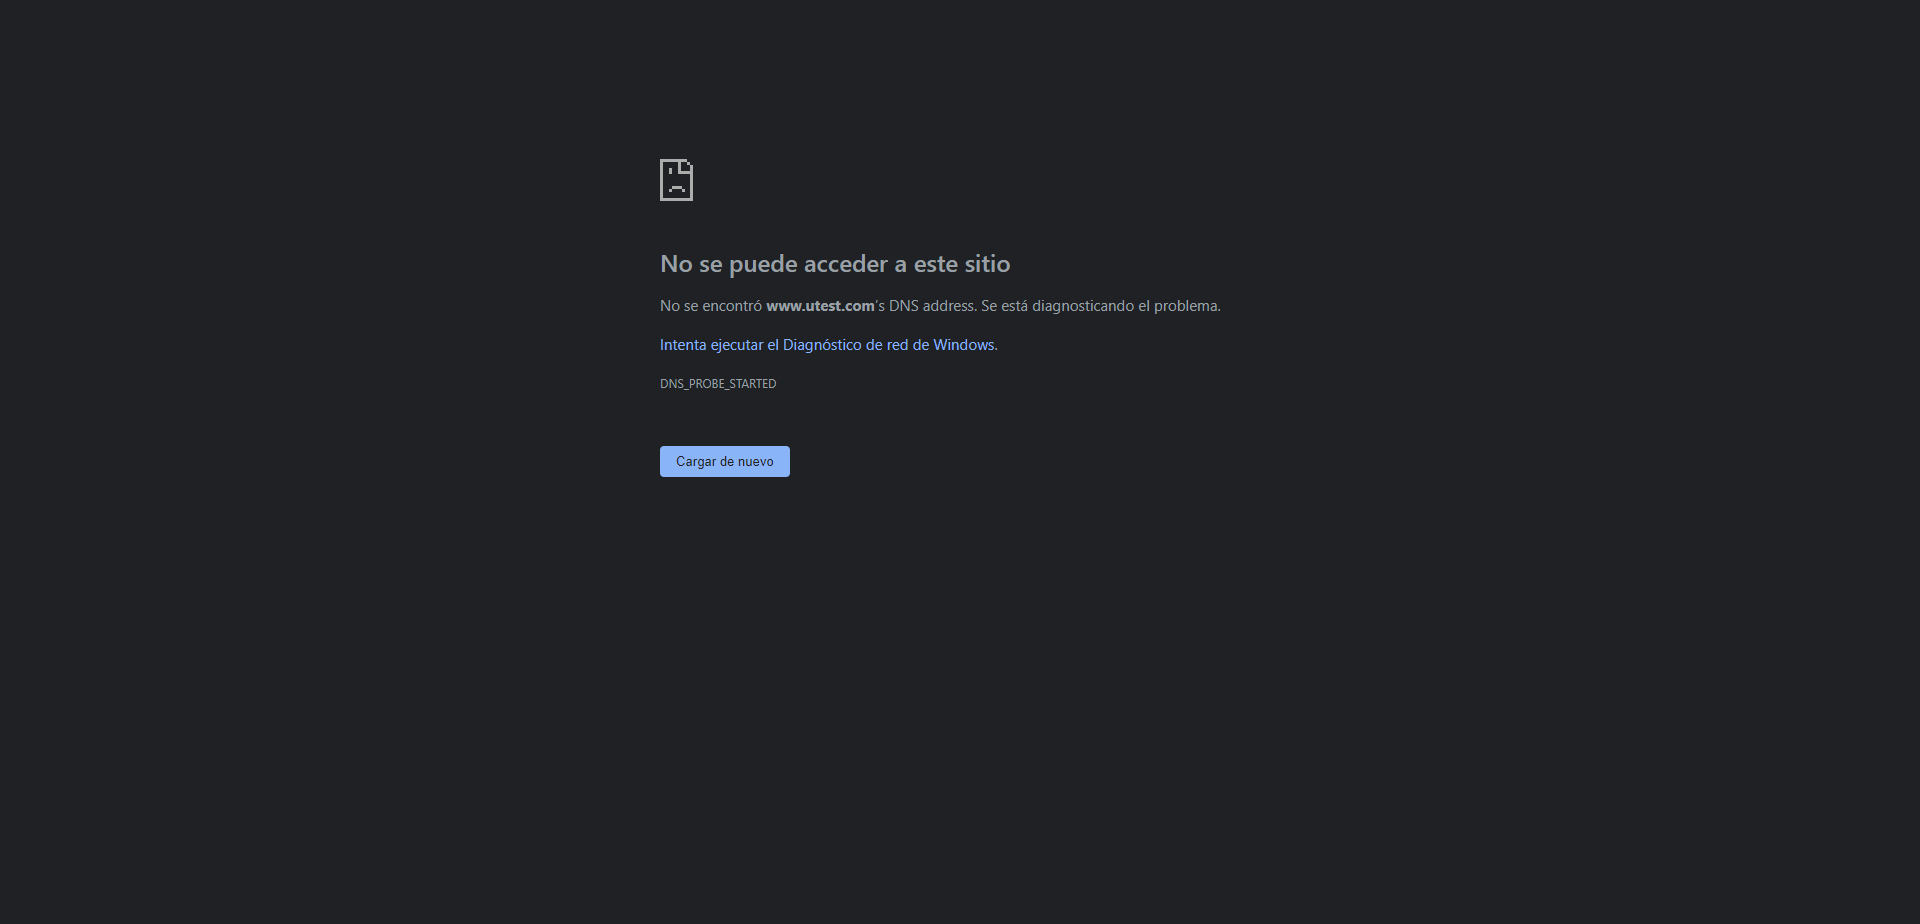 No se puede acceder a este sitio
No se encontró www.utest.com's DNS address. Se está diagnosticando el problema.
Intenta ejecutar el Diagnóstico de red de Windows.
DNS_PROBE_STARTED
Cargar de nuevo